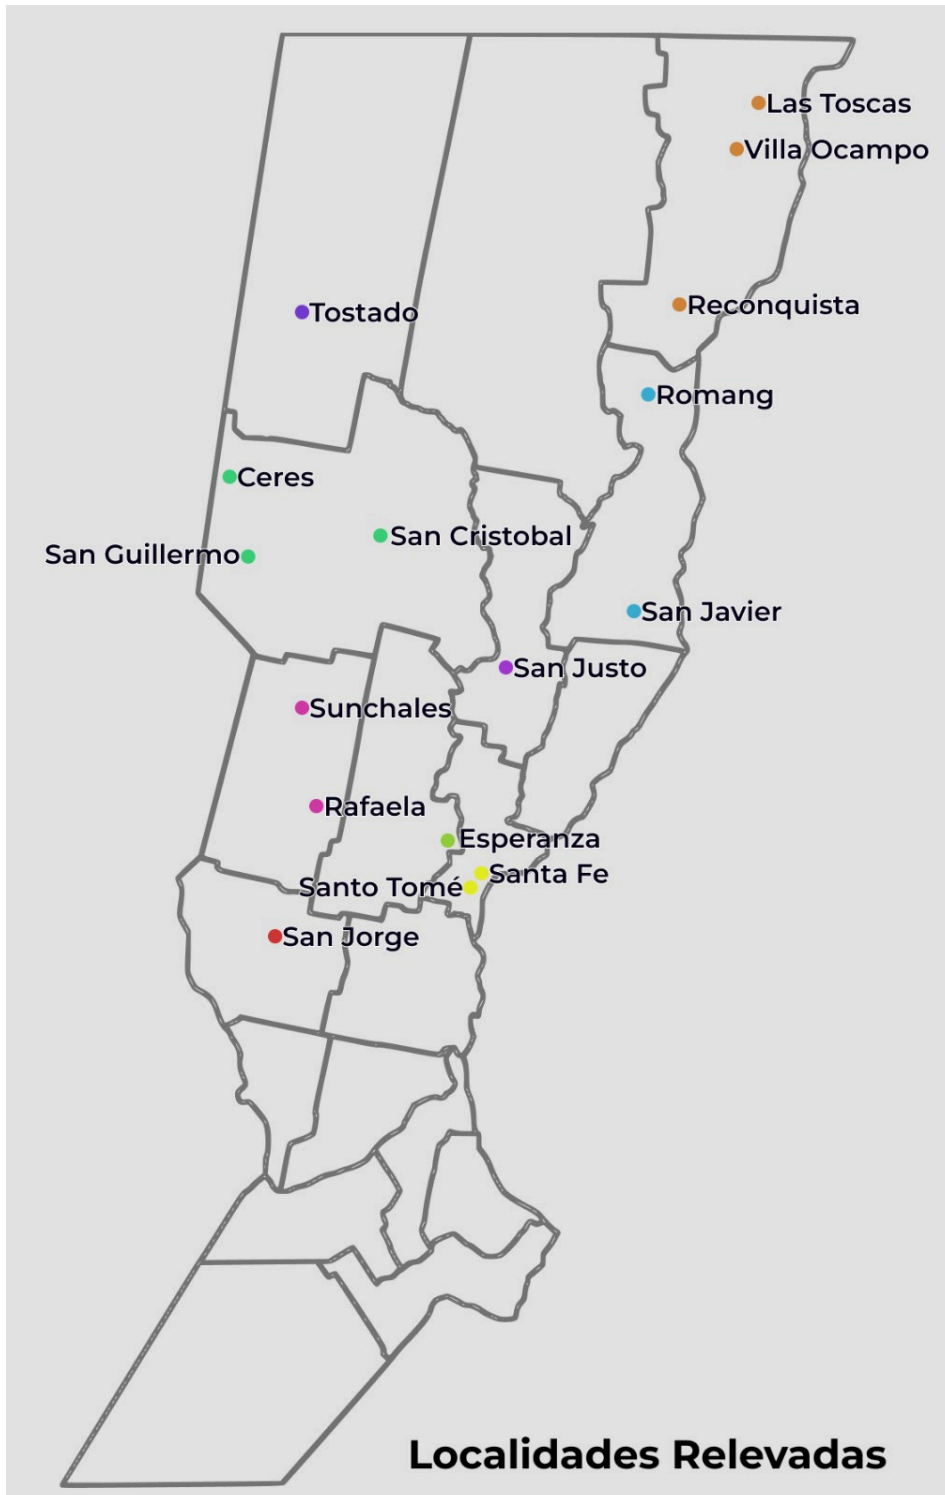 Las Toscas
Villa Ocampo
Reconquista
Tostado
Romang
Ceres
San Cristobal
San Guillermo
San Javier
San Justo
Sunchales
Rafaela
Esperanza
Santa Fe
Santo Tomé
San Jorge
Localidades Relevadas